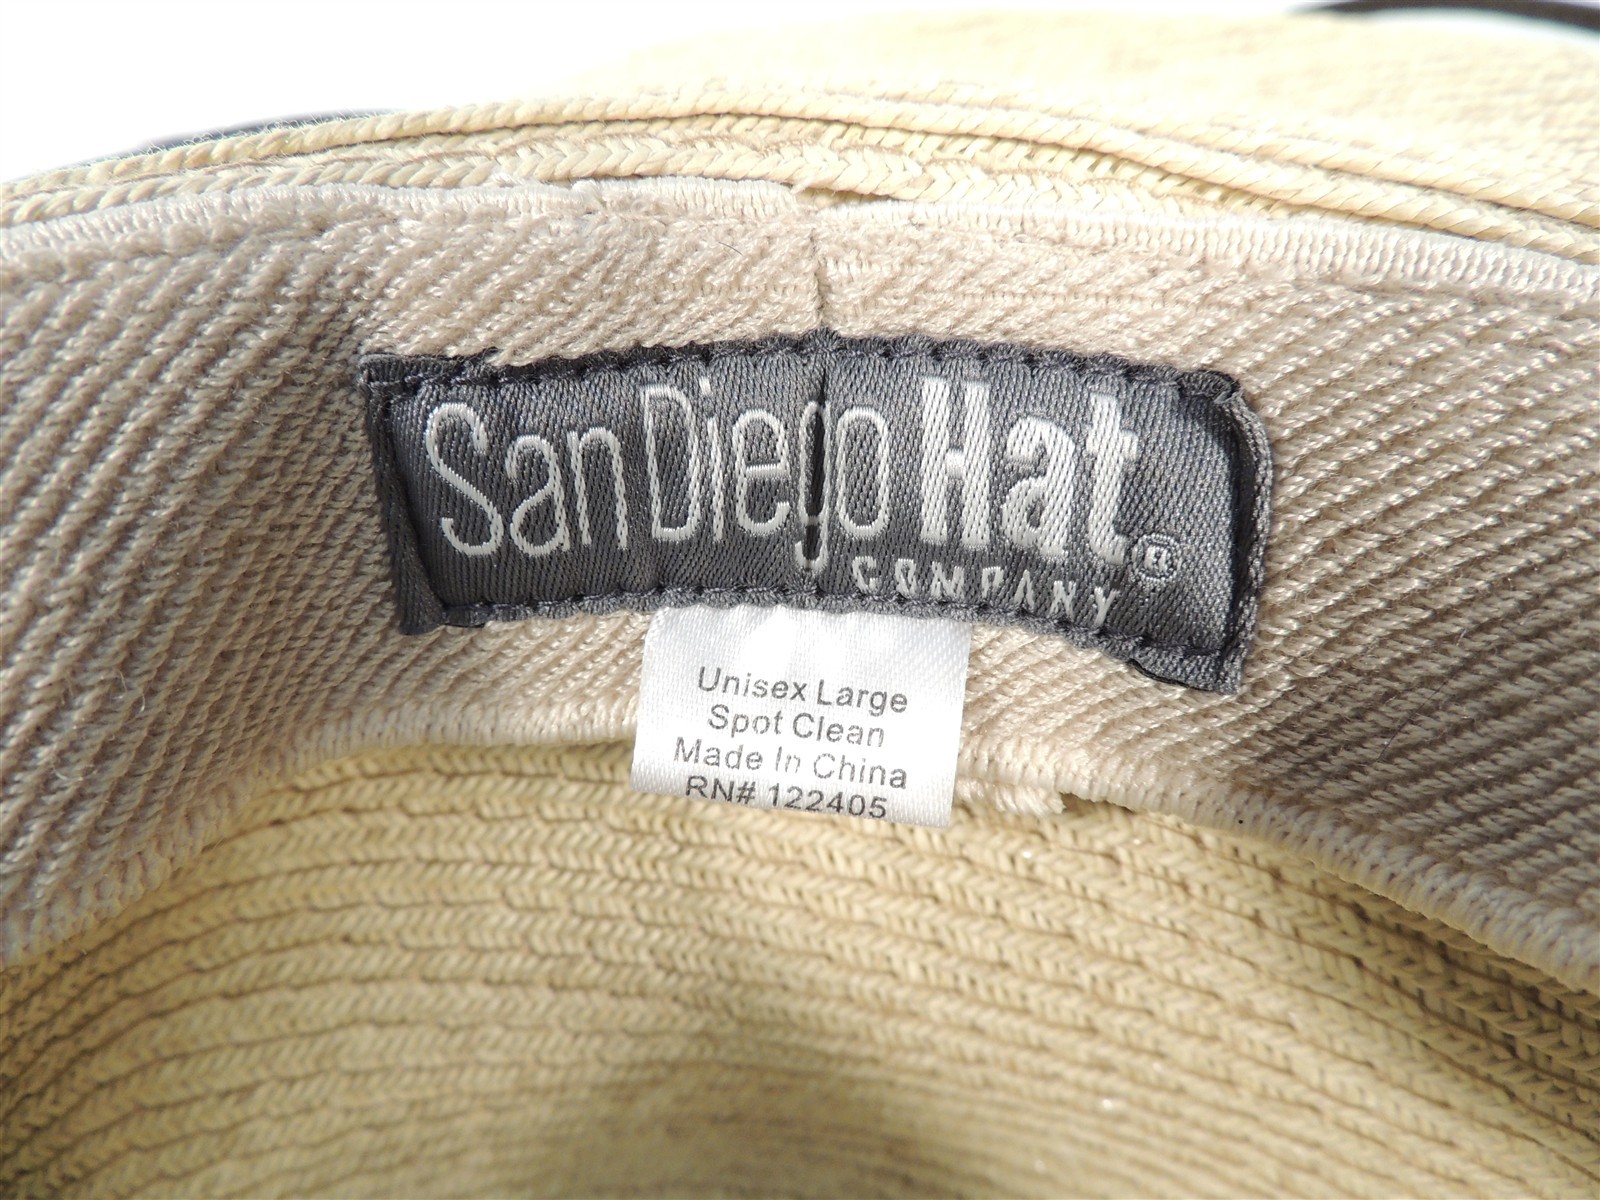 San Diego Hat
COMPANY ®
Unisex Large
Spot Clean
Made In China
RN# 122405